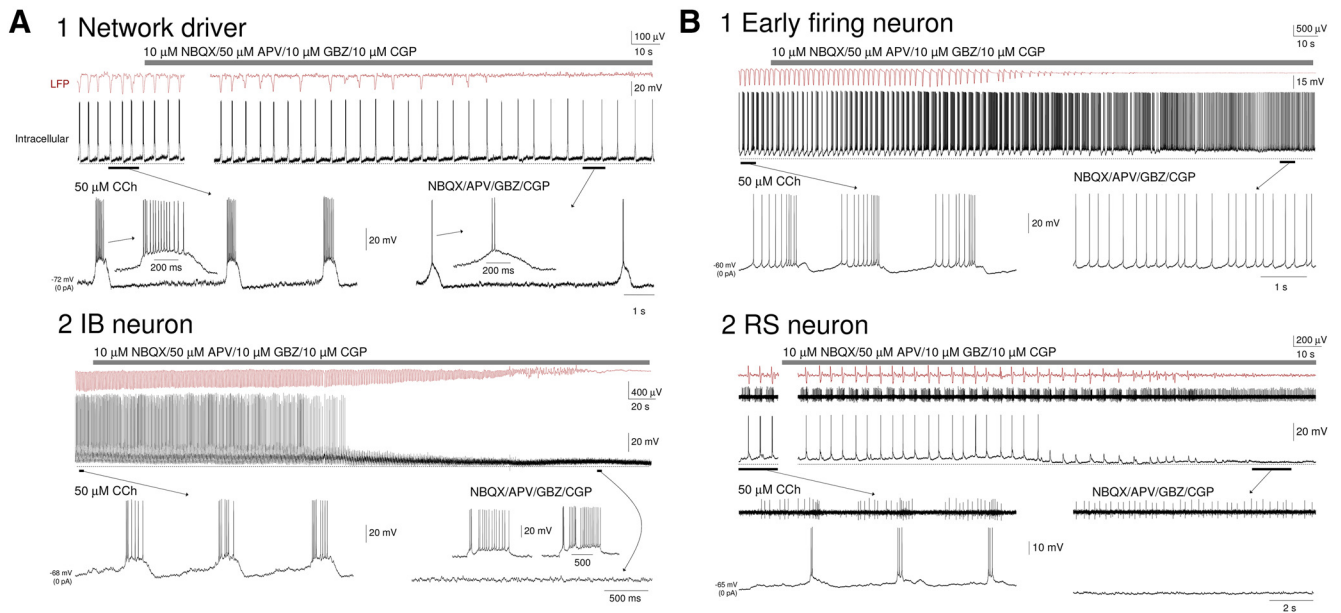 A
1 Network driver
100 µV
10 s
10 µM NBQX/50 µM APV/10 µM GBZ/10 µM CGP
LFP
20 mV
Intracellular
50 µM CCh
NBQX/APV/GBZ/CGP
20 mV
200 ms
200 ms
-72 mV
(0 pA)
1 s
2 IB neuron
10 µM NBQX/50 µM APV/10 µM GBZ/10 µM CGP
400 µV
20 s
20 mV
50 µM CCh
NBQX/APV/GBZ/CGP
20 mV
20 mV
500
-68 mV
(0 pA)
500 ms
B
1 Early firing neuron
500 µV
10 s
10 µM NBQX/50 µM APV/10 µM GBZ/10 µM CGP
15 mV
50 µM CCh
NBQX/APV/GBZ/CGP
20 mV
-60 mV
(0 pA)
1 s
2 RS neuron
200 µV
10 s
10 µM NBQX/50 µM APV/10 µM GBZ/10 µM CGP
20 mV
50 µM CCh
NBQX/APV/GBZ/CGP
10 mV
-65 mV
(0 pA)
2 s